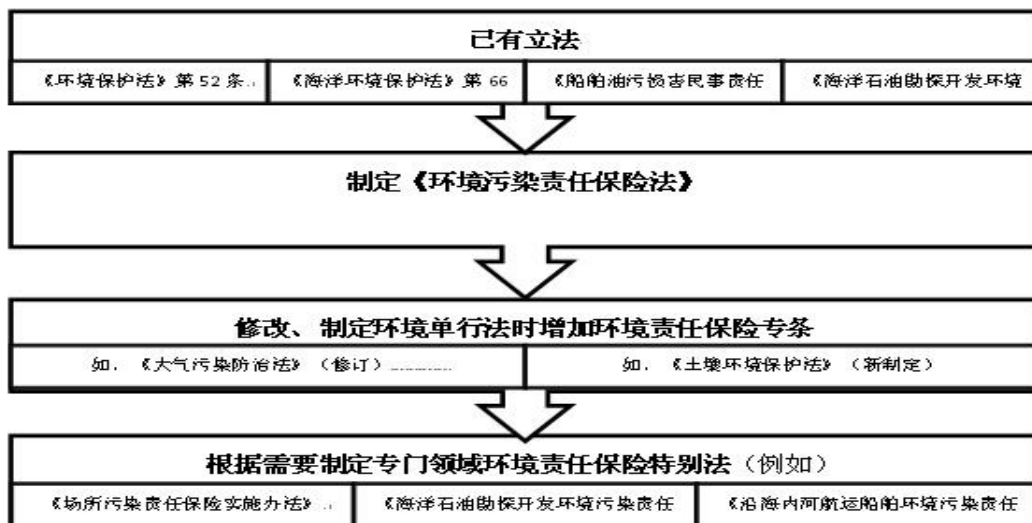 已有立法
《环境保护法》第 52 条..
《海洋环境保护法》第 66
《船舶油污损害民事责任
《海洋石油勘探开发环境
制定《环境污染责任保险法》
修改、制定环境单行法时增加环境责任保险专条
如，《大气污染防治法》（修订）……………
如，《土壤环境保护法》（新制定）
根据需要制定专门领域环境责任保险特别法（例如）
《场所污染责任保险实施办法》..
《海洋石油勘探开发环境污染责任
《沿海内河航运船舶环境污染责任